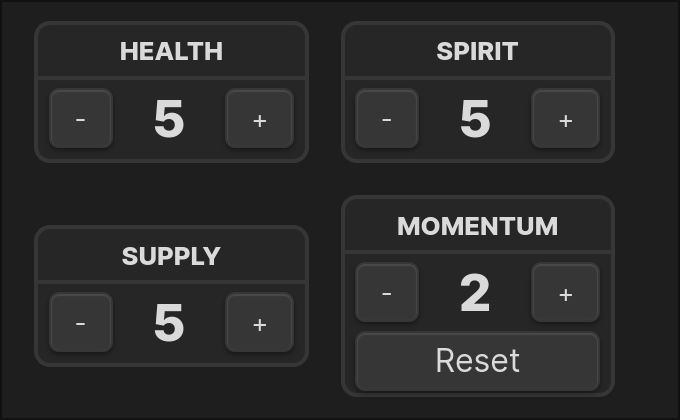 HEALTH
- 5 +
SPIRIT
- 5 +
SUPPLY
- 5 +
MOMENTUM
- 2 +
Reset